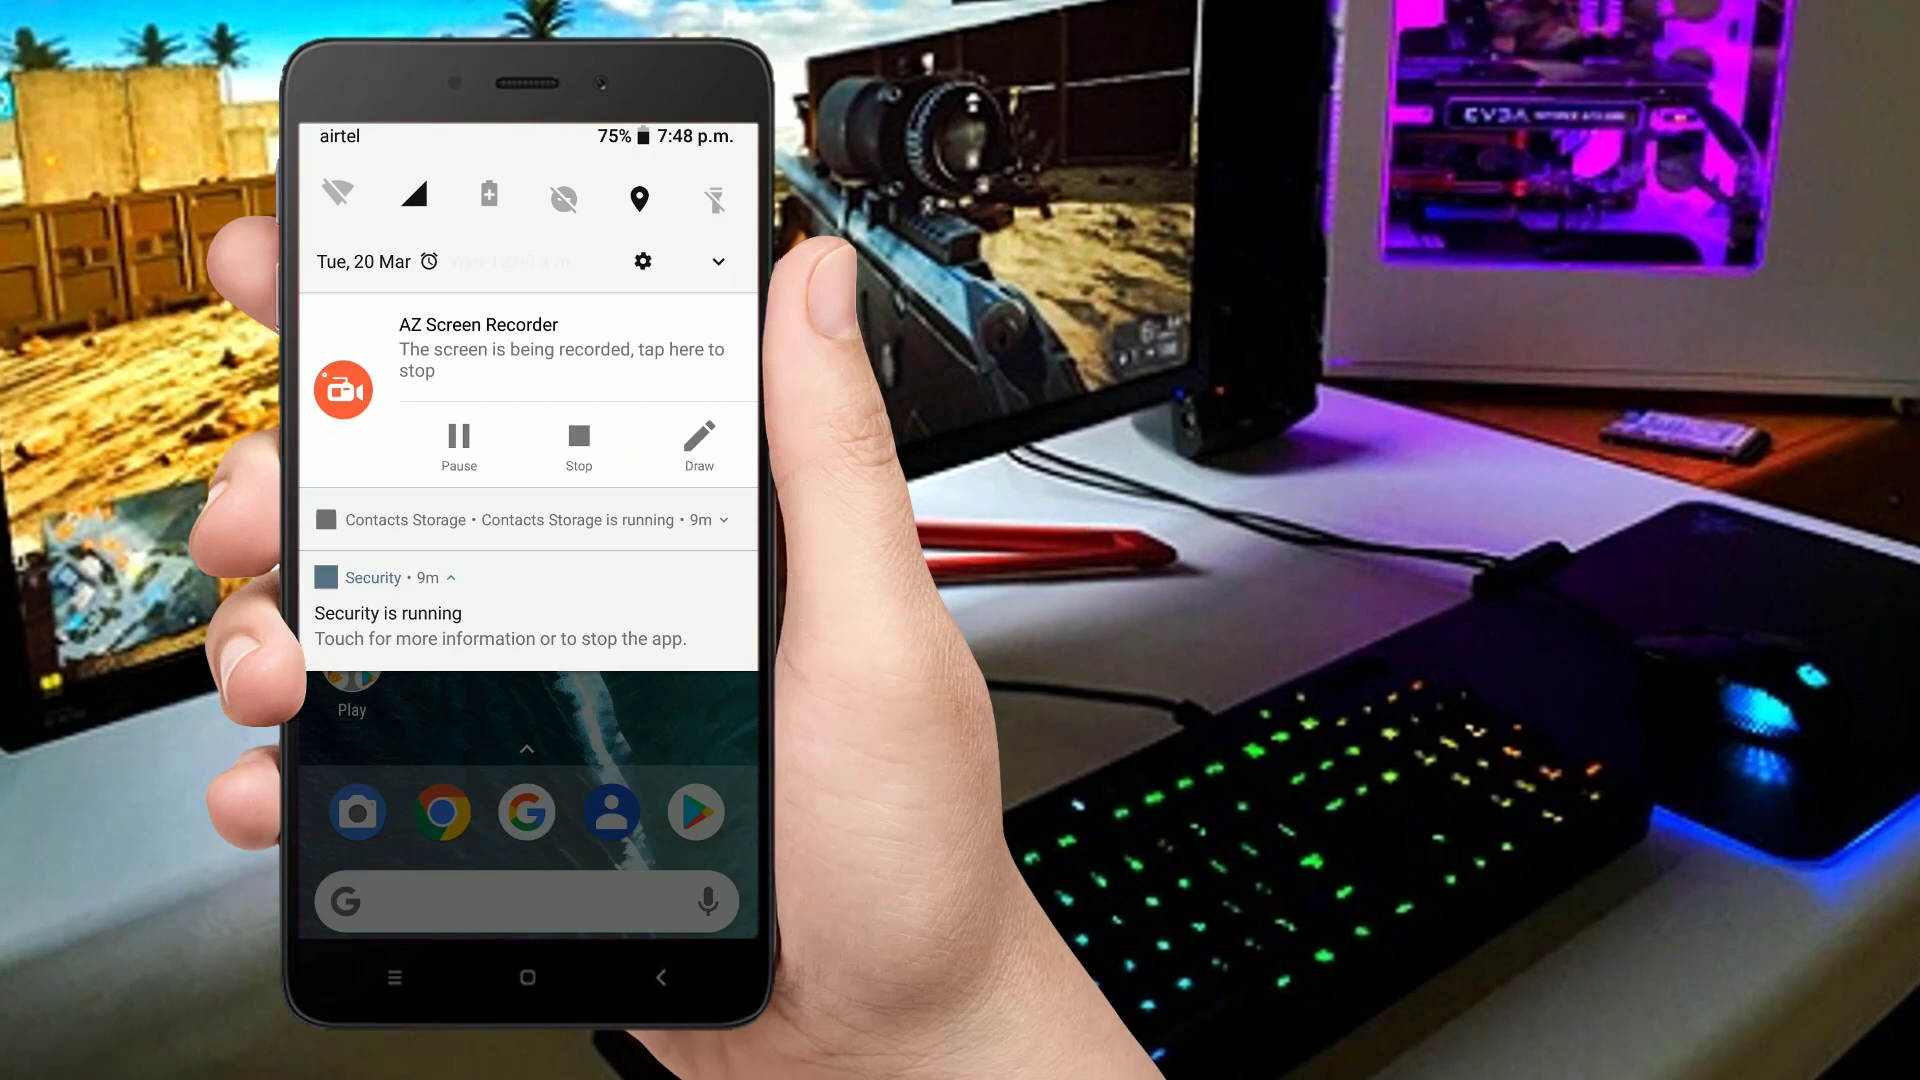 airtel
75% 7:48 p.m.
Tue, 20 Mar
AZ Screen Recorder
The screen is being recorded, tap here to
stop
Pause Stop Draw
Contacts Storage • Contacts Storage is running • 9m
Security • 9m
Security is running
Touch for more information or to stop the app.
Play
EVGA